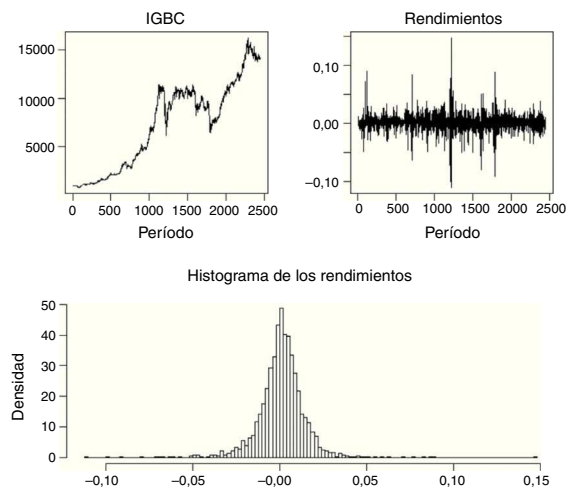 IGBC
15000
10000
5000
0 500 1000 1500 2000 2500
Período
Rendimientos
0,10
0,00
–0,10
0 500 1000 1500 2000 2500
Período
Histograma de los rendimientos
Densidad
50
40
30
20
10
0
–0,10 –0,05 –0,00 0,05 0,10 0,15